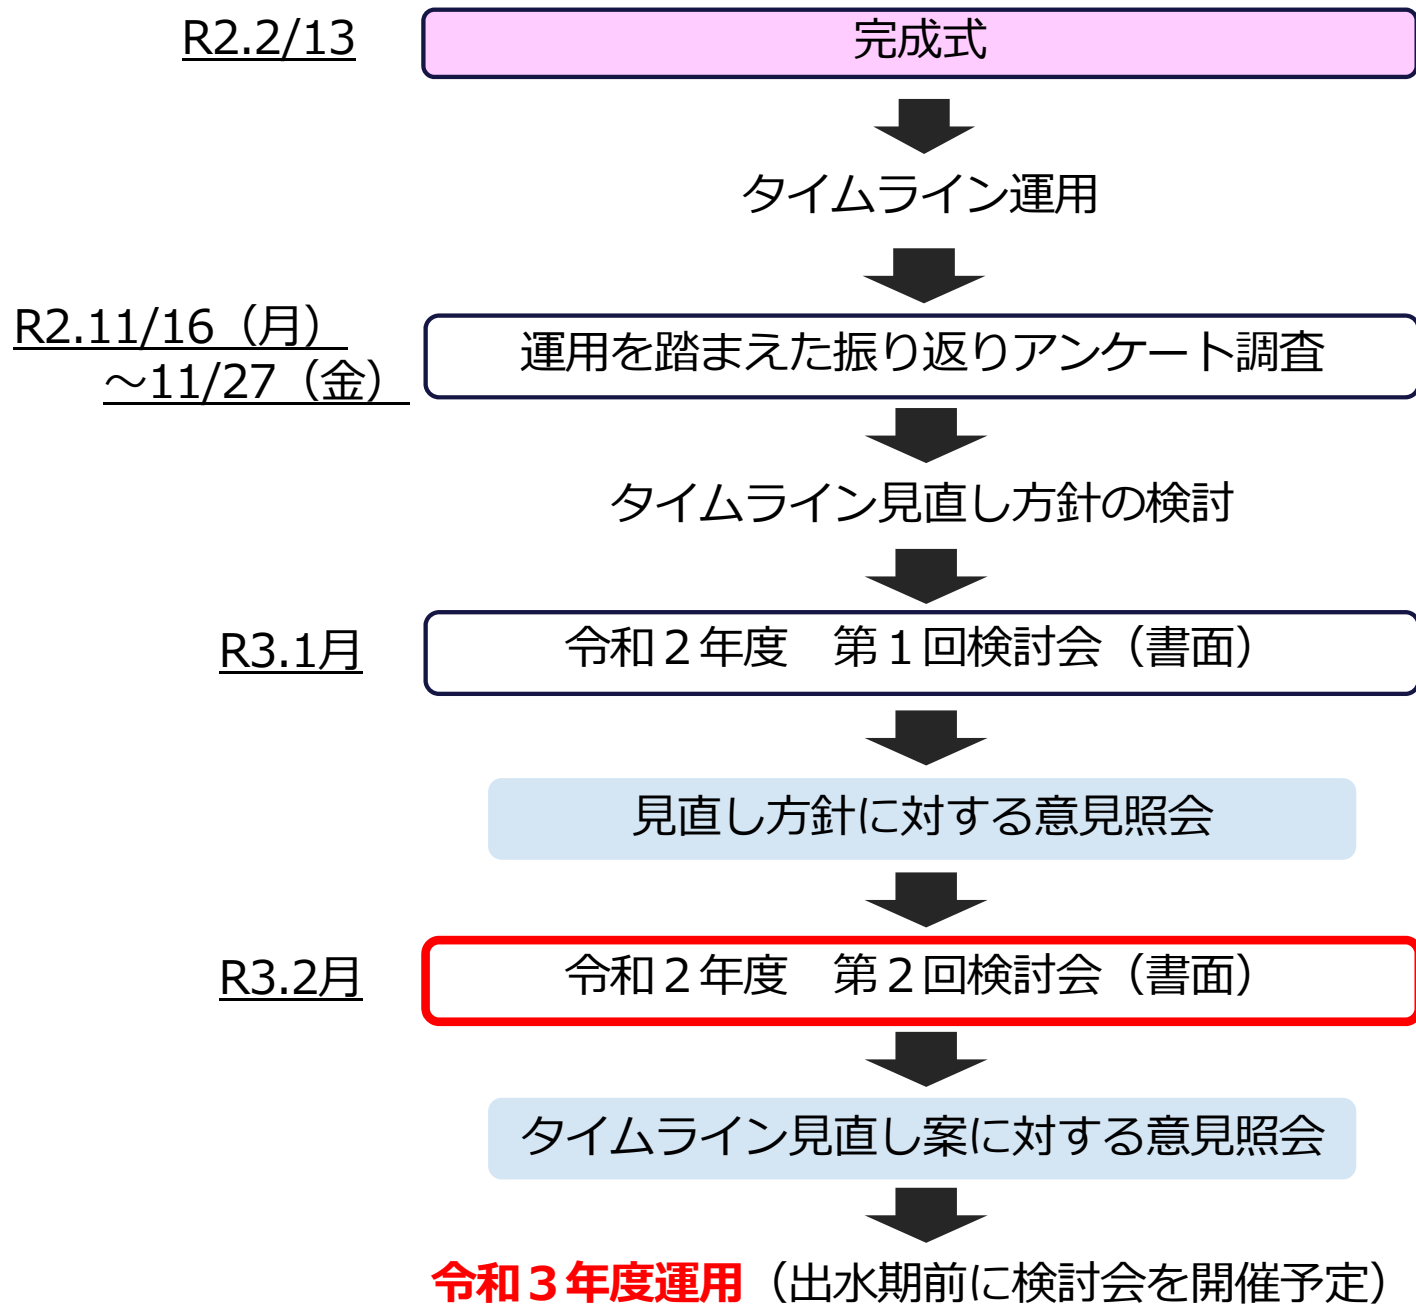 R2.2/13
完成式
タイムライン運用
R2.11/16（月）
～11/27（金）
運用を踏まえた振り返りアンケート調査
タイムライン見直し方針の検討
R3.1月
令和２年度　第１回検討会（書面）
見直し方針に対する意見照会
R3.2月
令和２年度　第２回検討会（書面）
タイムライン見直し案に対する意見照会
令和３年度運用（出水期前に検討会を開催予定）